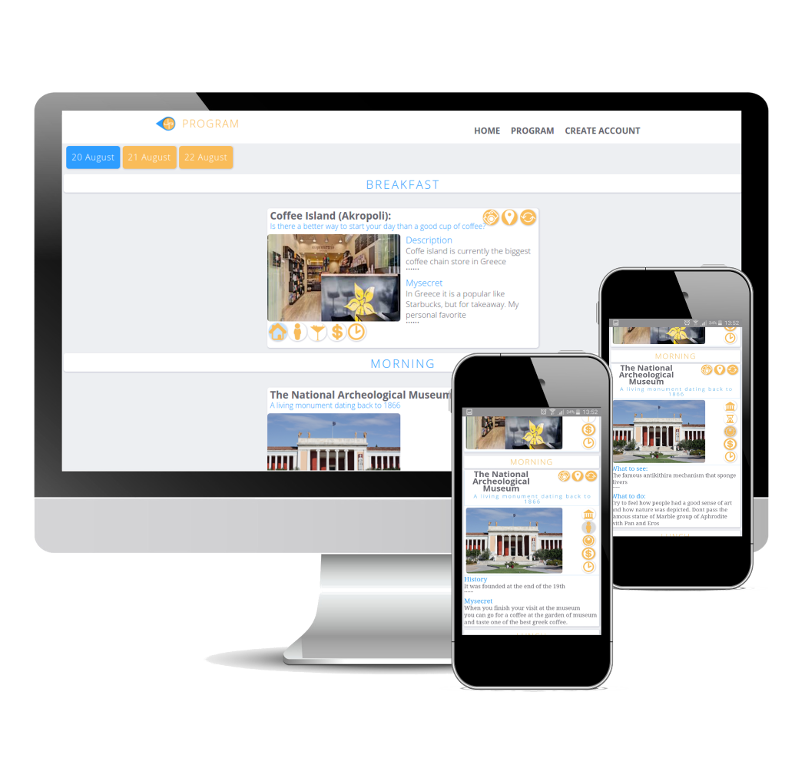 PROGRAM
HOME PROGRAM CREATE ACCOUNT
20 August 21 August 22 August
BREAKFAST
Coffee Island (Akropoli):
Is there a better way to start your day than a good cup of coffee?
Description
Coffe island is currently the biggest
coffee chain store in Greece
Mysecret
In Greece it is a popular like
Starbucks, but for takeaway. My
personal favorite
MORNING
The National Archeological Museum
A living monument dating back to 1866
13:52
MORNING
The National
Archeological
Museum
A living monument dating back to
1866
History
It was founded at the end of the 19th
Mysecret
When you finish your visit at the museum
you can go for a coffee at the garden of museum
and taste one of the best greek coffee.
13:52
MORNING
The National
Archeological
Museum
A living monument dating back to
1866
What to see:
The famous antikithira mechanism that sponge
divers
What to do:
Try to feel how people had a good sense of art
and how nature was depicted. Dont pass the
famous statue of Marble group of Aphrodite
with Pan and Eros